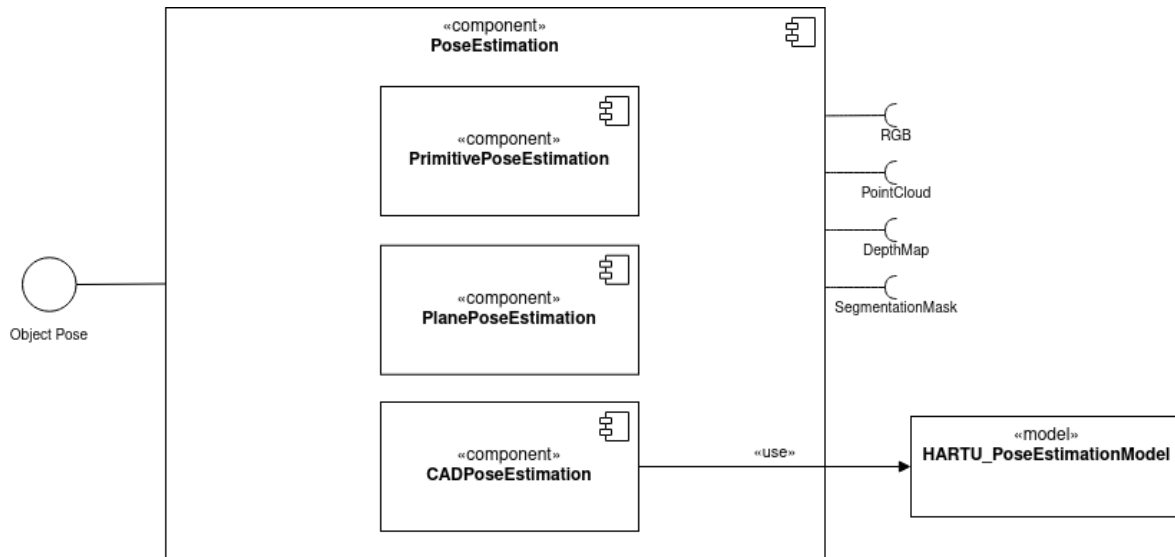 «component»
PoseEstimation
«component»
PrimitivePoseEstimation
«component»
PlanePoseEstimation
«component»
CADPoseEstimation
Object Pose
RGB
PointCloud
DepthMap
SegmentationMask
«use»
«model»
HARTU_PoseEstimationModel